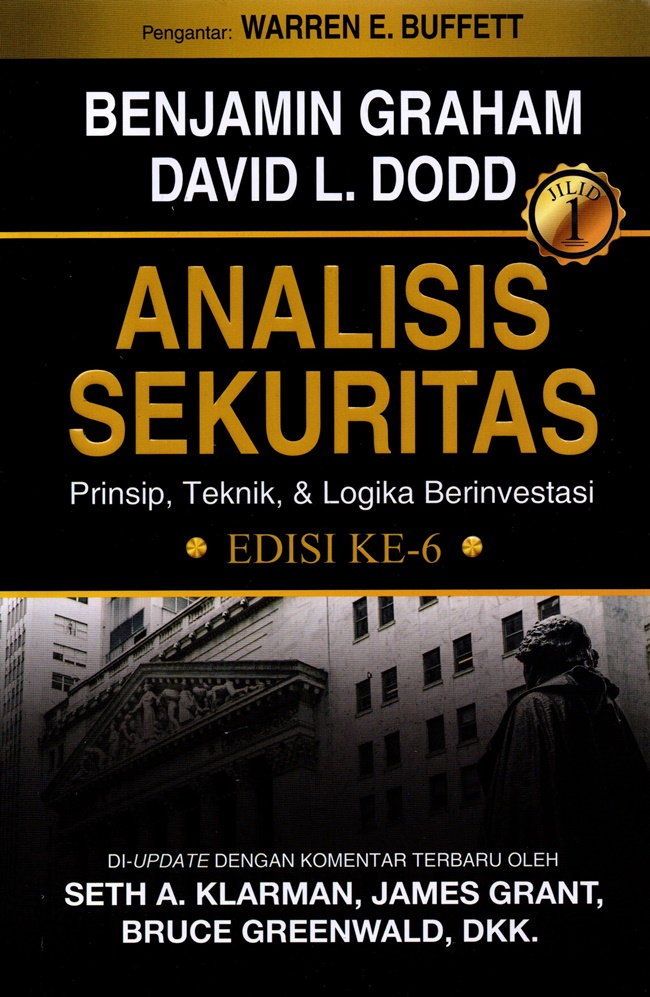 Pengantar: WARREN E. BUFFETT
BENJAMIN GRAHAM
DAVID L. DODD
JILID
1
ANALISIS
SEKURITAS
Prinsip, Teknik, & Logika Berinvestasi
EDISI KE-6
DI-UPDATE DENGAN KOMENTAR TERBARU OLEH
SETH A. KLARMAN, JAMES GRANT,
BRUCE GREENWALD, DKK.